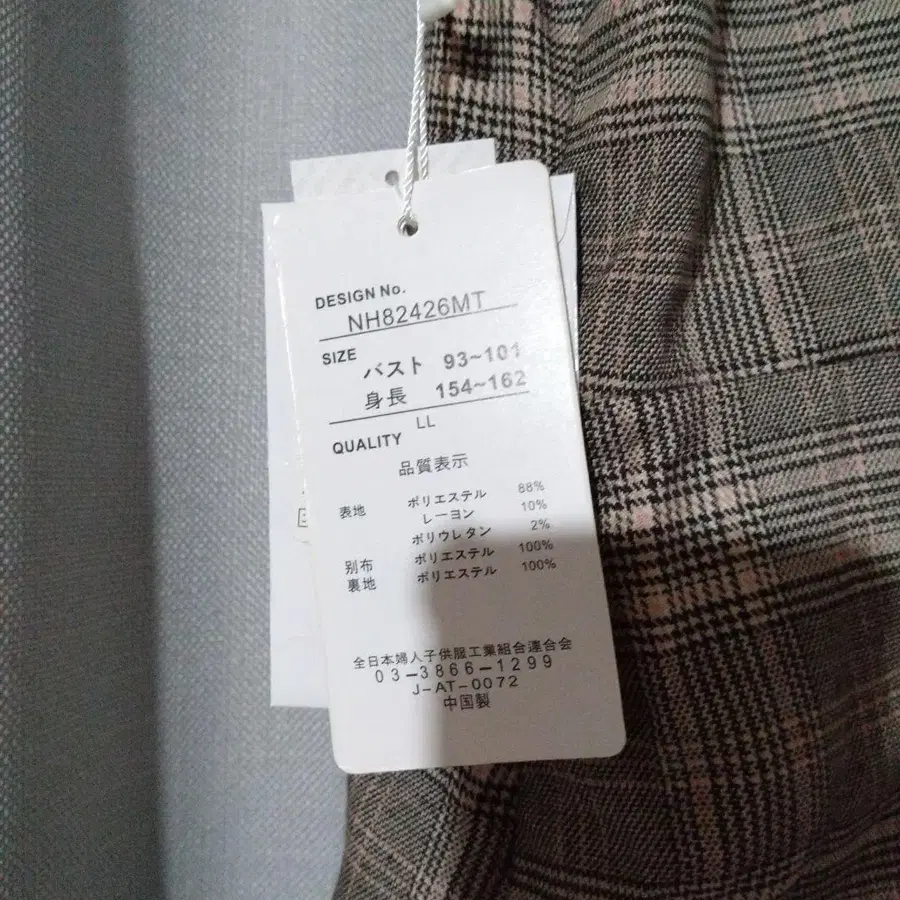 DESIGN No.
NH82426MT
SIZE
バスト 93~101
身長 154~162
LL
QUALITY
品質表示
表地 ポリエステル 88%
レーヨン 10%
ポリウレタン 2%
別布 ポリエステル 100%
裏地 ポリエステル 100%
全日本婦人子供服工業組合連合会
03-3866-1299
J-AT-0072
中国製